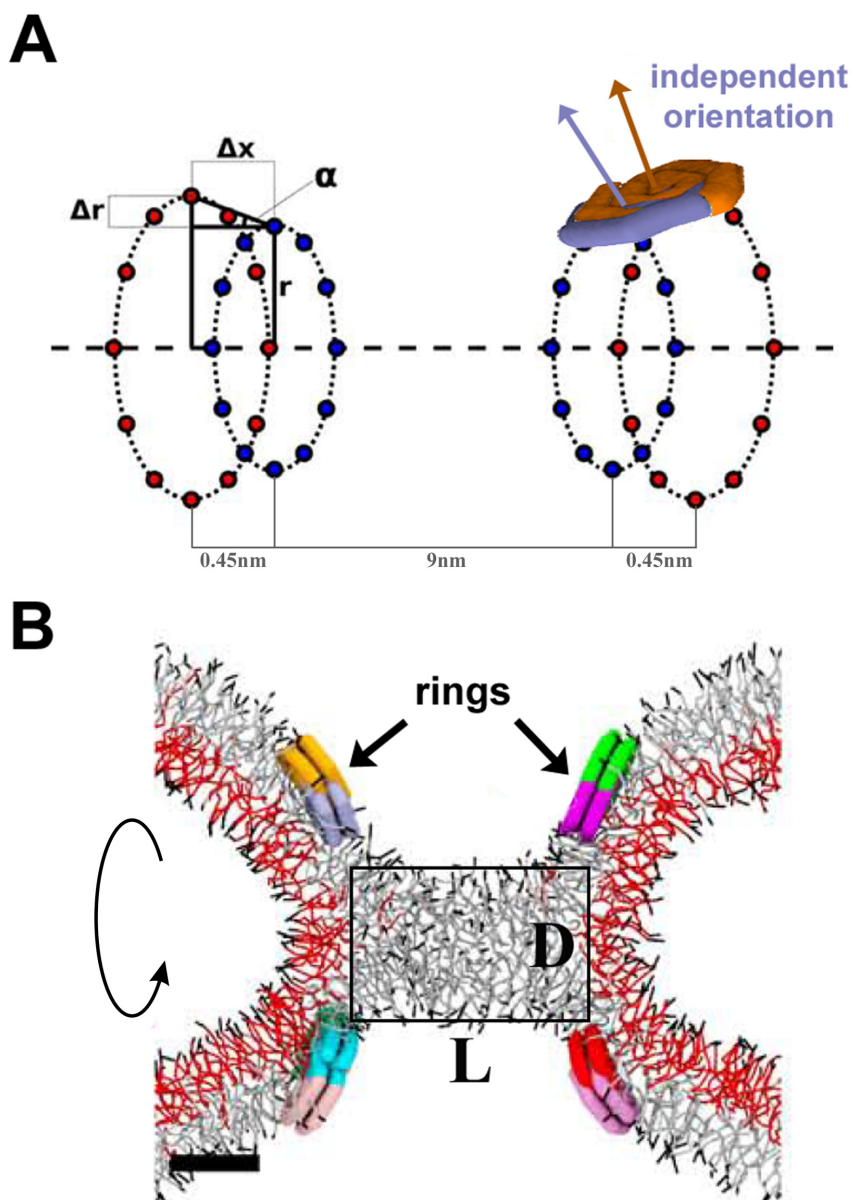 A
independent
orientation
Δx
α
Δr
r
0.45nm
9nm
0.45nm
B
rings
D
L